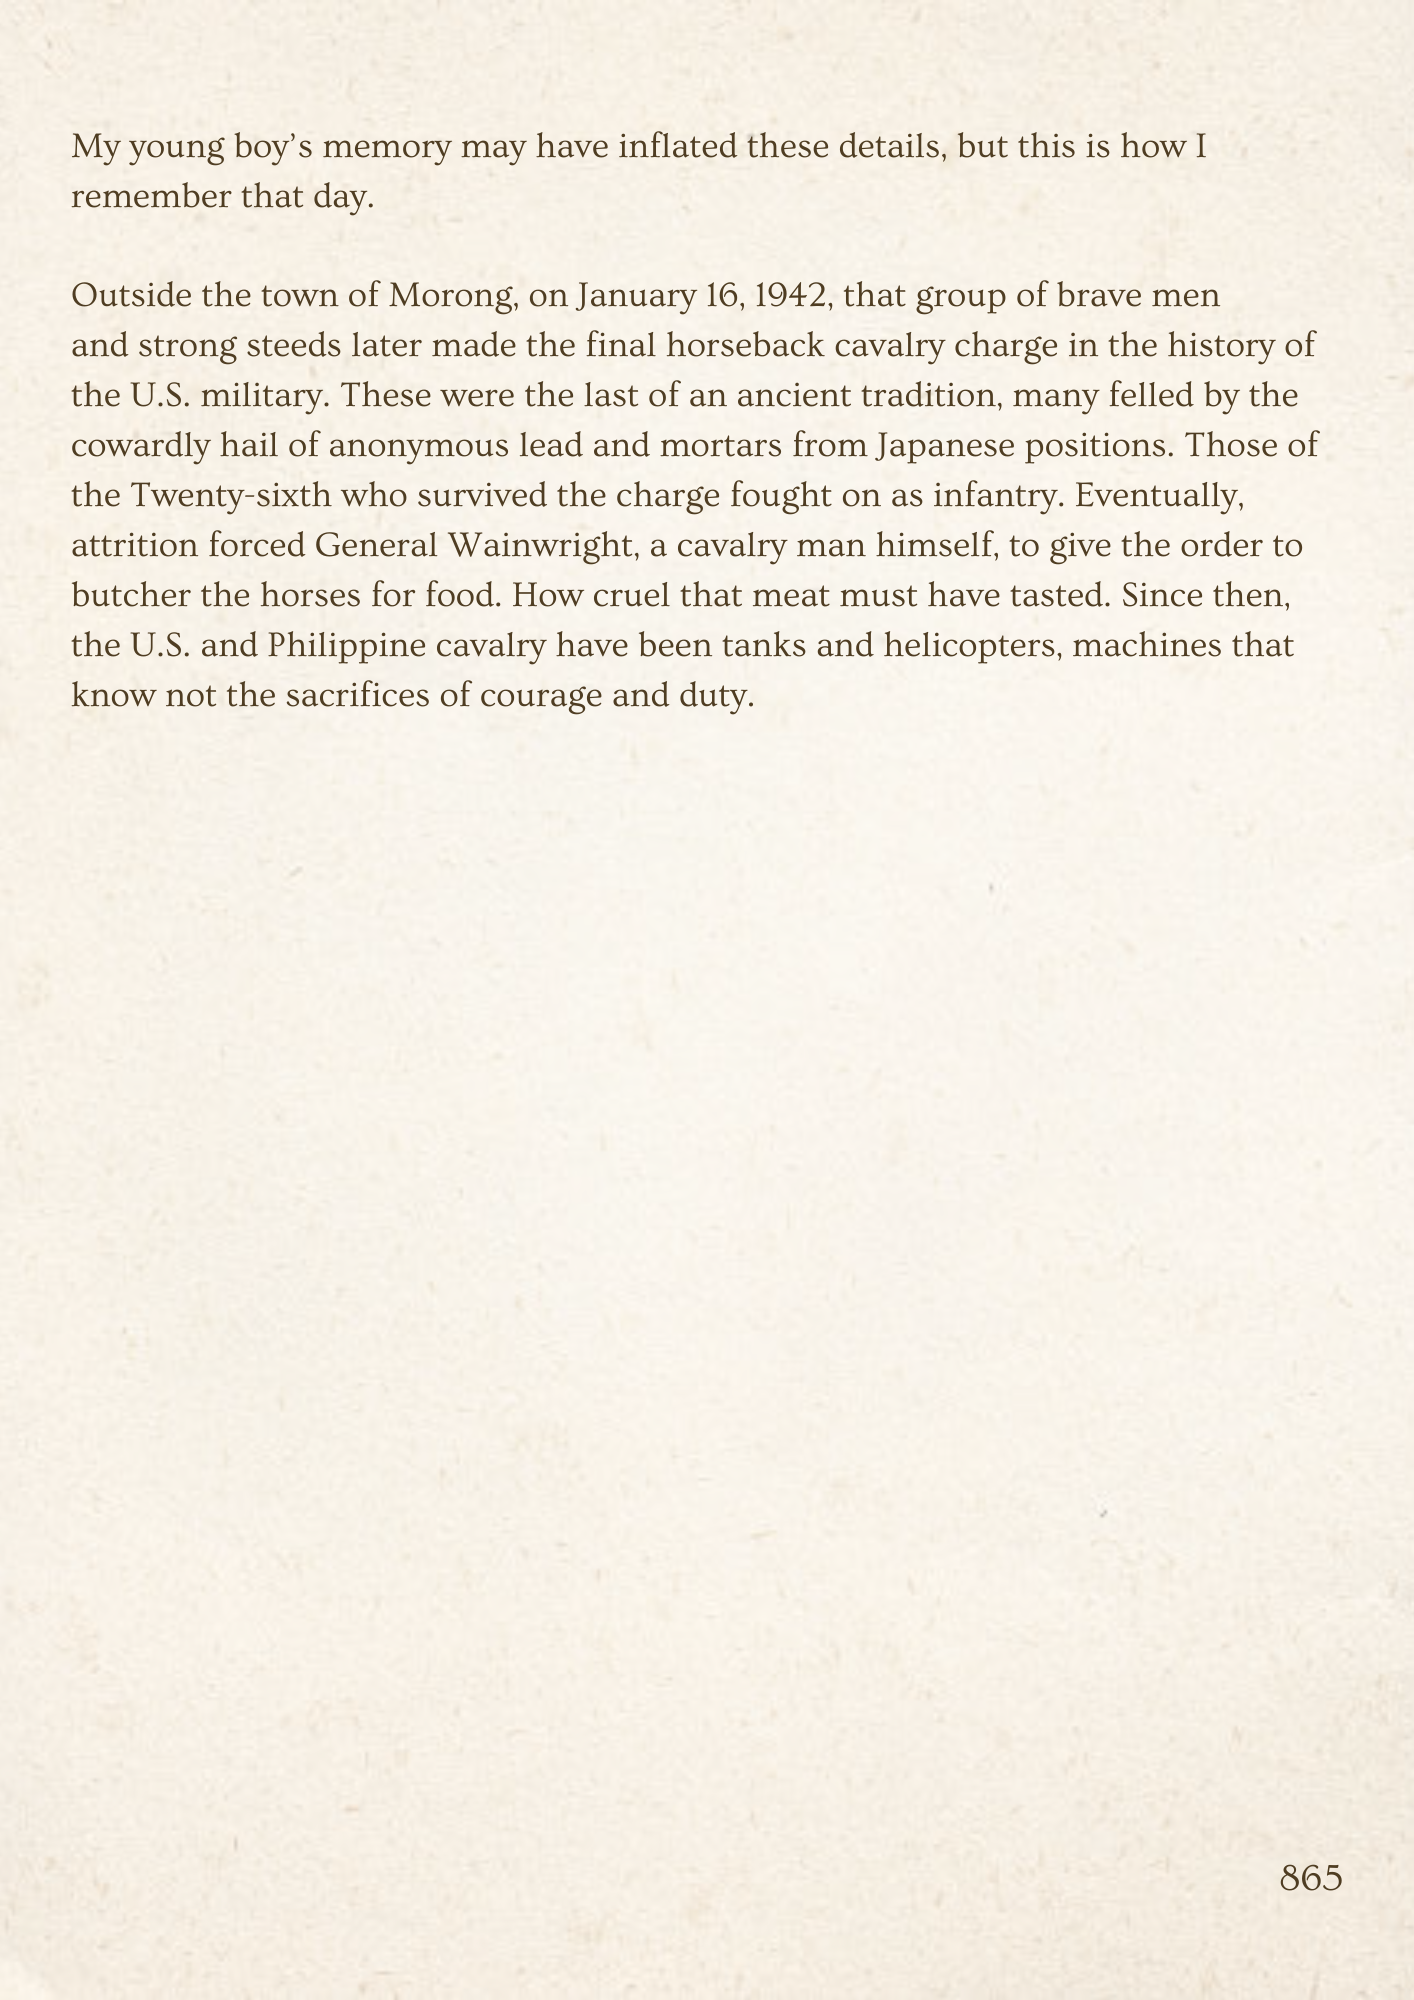 My young boy’s memory may have inflated these details, but this is how I
remember that day.
Outside the town of Morong, on January 16, 1942, that group of brave men
and strong steeds later made the final horseback cavalry charge in the history of
the U.S. military. These were the last of an ancient tradition, many felled by the
cowardly hail of anonymous lead and mortars from Japanese positions. Those of
the Twenty-sixth who survived the charge fought on as infantry. Eventually,
attrition forced General Wainwright, a cavalry man himself, to give the order to
butcher the horses for food. How cruel that meat must have tasted. Since then,
the U.S. and Philippine cavalry have been tanks and helicopters, machines that
know not the sacrifices of courage and duty.
865